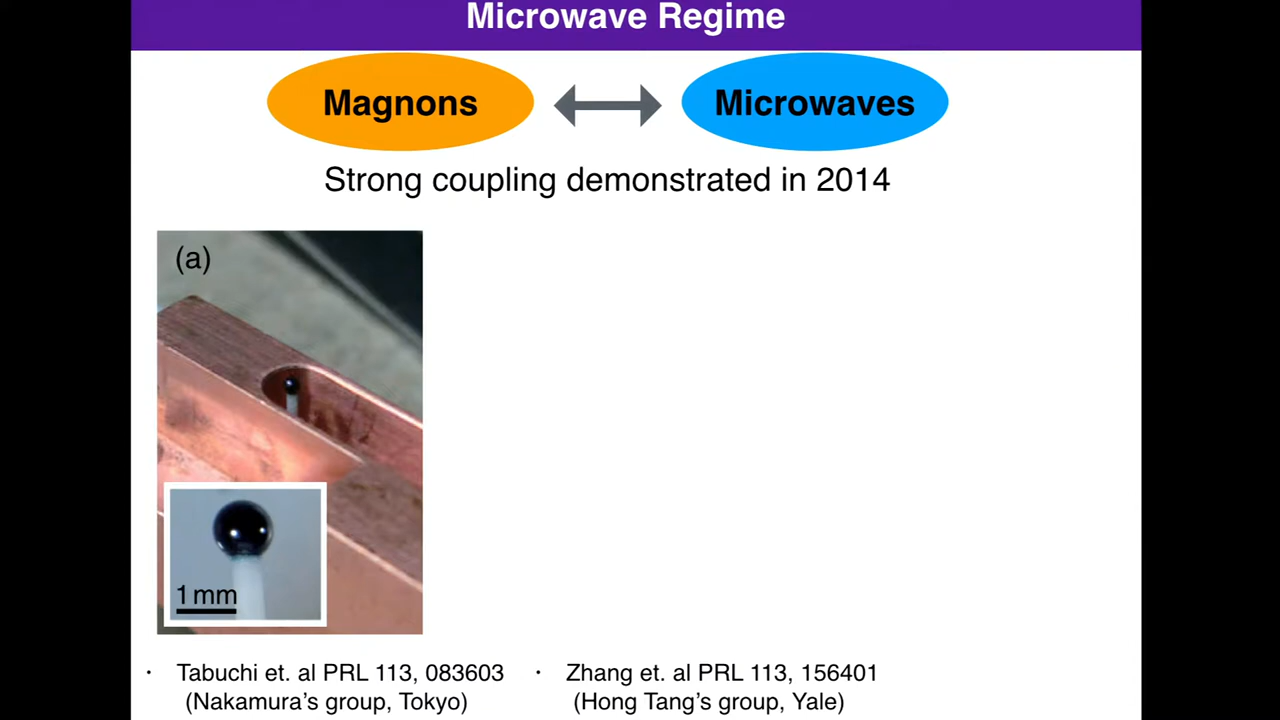 Microwave Regime
Magnons
Microwaves
Strong coupling demonstrated in 2014
(a)
1 mm
· Tabuchi et. al PRL 113, 083603
(Nakamura’s group, Tokyo)
· Zhang et. al PRL 113, 156401
(Hong Tang’s group, Yale)